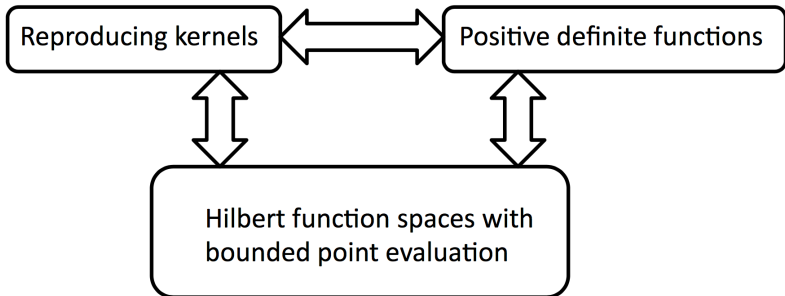 Reproducing kernels
Positive definite functions
Hilbert function spaces with
bounded point evaluation